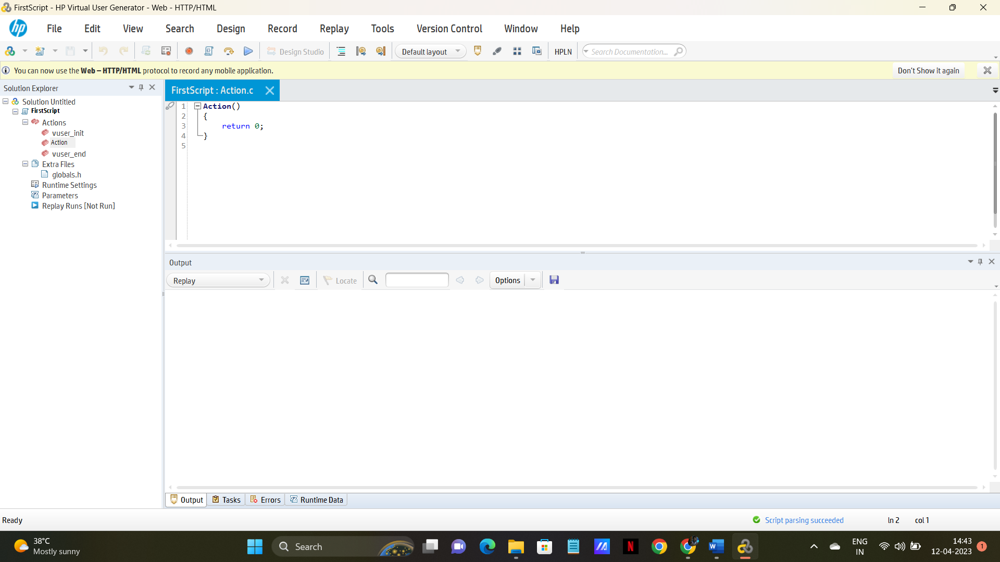 FirstScript - HP Virtual User Generator - Web - HTTP/HTML
hp File Edit View Search Design Record Replay Tools Version Control Window Help
Design Studio Default layout HPLN Search Documentation...
You can now use the Web – HTTP/HTML protocol to record any mobile application. Don't Show it again
Solution Explorer
Solution Untitled
FirstScript
Actions
vuser_init
Action
vuser_end
Extra Files
globals.h
Runtime Settings
Parameters
Replay Runs [Not Run]
FirstScript : Action.c
1 Action()
2 {
3 return 0;
4 }
5
Output
Replay Locate Options
Output Tasks Errors Runtime Data
Ready Script parsing succeeded ln 2 col 1
38°C
Mostly sunny
Search
ENG
IN
14:43
12-04-2023
1